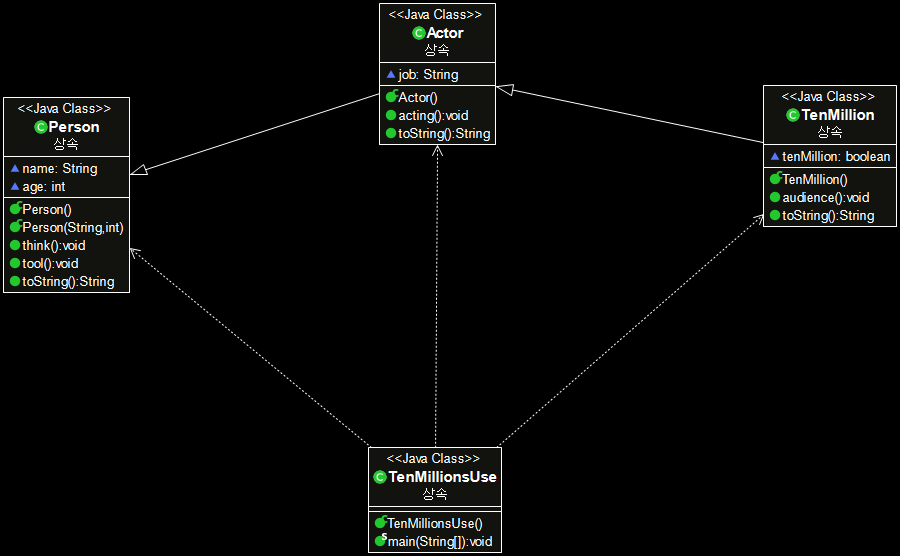 <<Java Class>>
Actor
상속
job: String
Actor()
acting():void
toString():String
<<Java Class>>
Person
상속
name: String
age: int
Person()
Person(String,int)
think():void
tool():void
toString():String
<<Java Class>>
TenMillion
상속
tenMillion: boolean
TenMillion()
audience():void
toString():String
<<Java Class>>
TenMillionsUse
상속
TenMillionsUse()
main(String[]):void